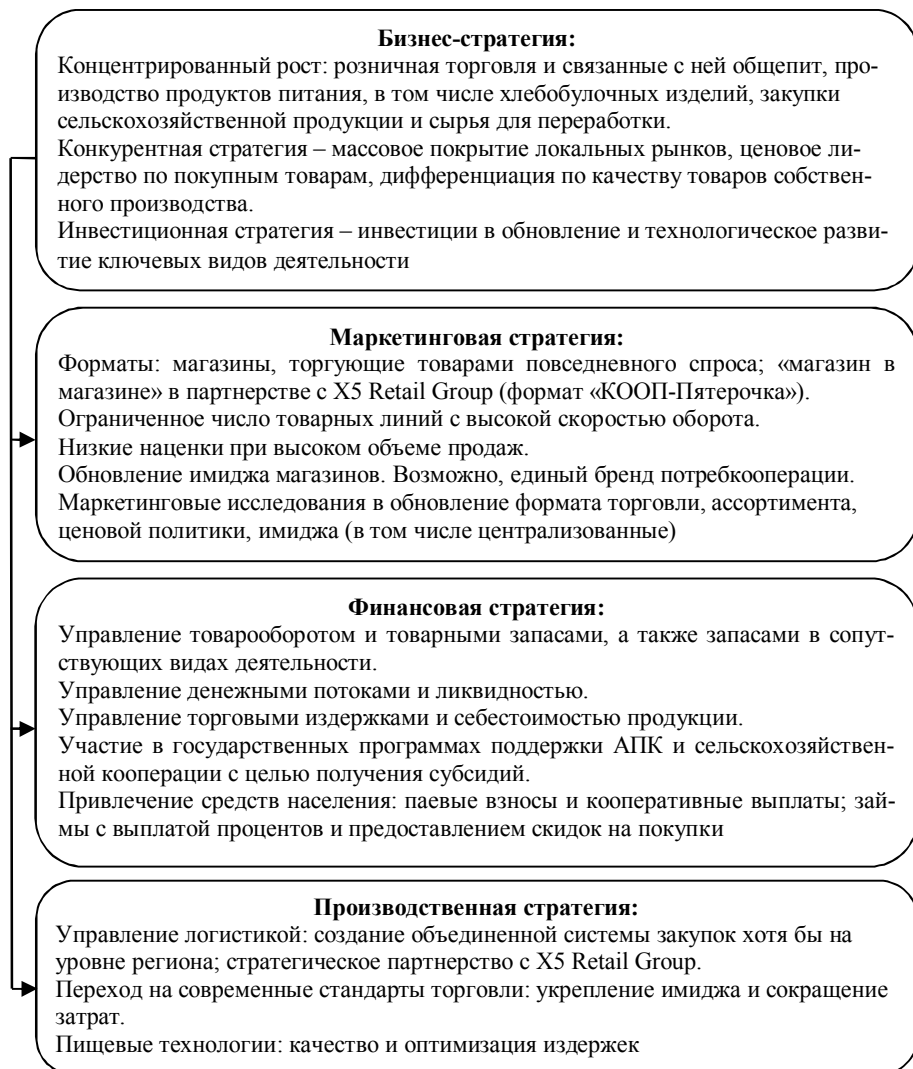 Бизнес-стратегия:
Концентрированный рост: розничная торговля и связанные с ней общепит, про-
изводство продуктов питания, в том числе хлебобулочных изделий, закупки
сельскохозяйственной продукции и сырья для переработки.
Конкурентная стратегия – массовое покрытие локальных рынков, ценовое ли-
дерство по покупным товарам, дифференциация по качеству товаров собствен-
ного производства.
Инвестиционная стратегия – инвестиции в обновление и технологическое разви-
тие ключевых видов деятельности
Маркетинговая стратегия:
Форматы: магазины, торгующие товарами повседневного спроса; «магазин в
магазине» в партнерстве с X5 Retail Group (формат «КООП-Пятерочка»).
Ограниченное число товарных линий с высокой скоростью оборота.
Низкие наценки при высоком объеме продаж.
Обновление имиджа магазинов. Возможно, единый бренд потребкооперации.
Маркетинговые исследования в обновление формата торговли, ассортимента,
ценовой политики, имиджа (в том числе централизованные)
Финансовая стратегия:
Управление товарооборотом и товарными запасами, а также запасами в сопут-
ствующих видах деятельности.
Управление денежными потоками и ликвидностью.
Управление торговыми издержками и себестоимостью продукции.
Участие в государственных программах поддержки АПК и сельскохозяйствен-
ной кооперации с целью получения субсидий.
Привлечение средств населения: паевые взносы и кооперативные выплаты; зай-
мы с выплатой процентов и предоставлением скидок на покупки
Производственная стратегия:
Управление логистикой: создание объединенной системы закупок хотя бы на
уровне региона; стратегическое партнерство с X5 Retail Group.
Переход на современные стандарты торговли: укрепление имиджа и сокращение
затрат.
Пищевые технологии: качество и оптимизация издержек